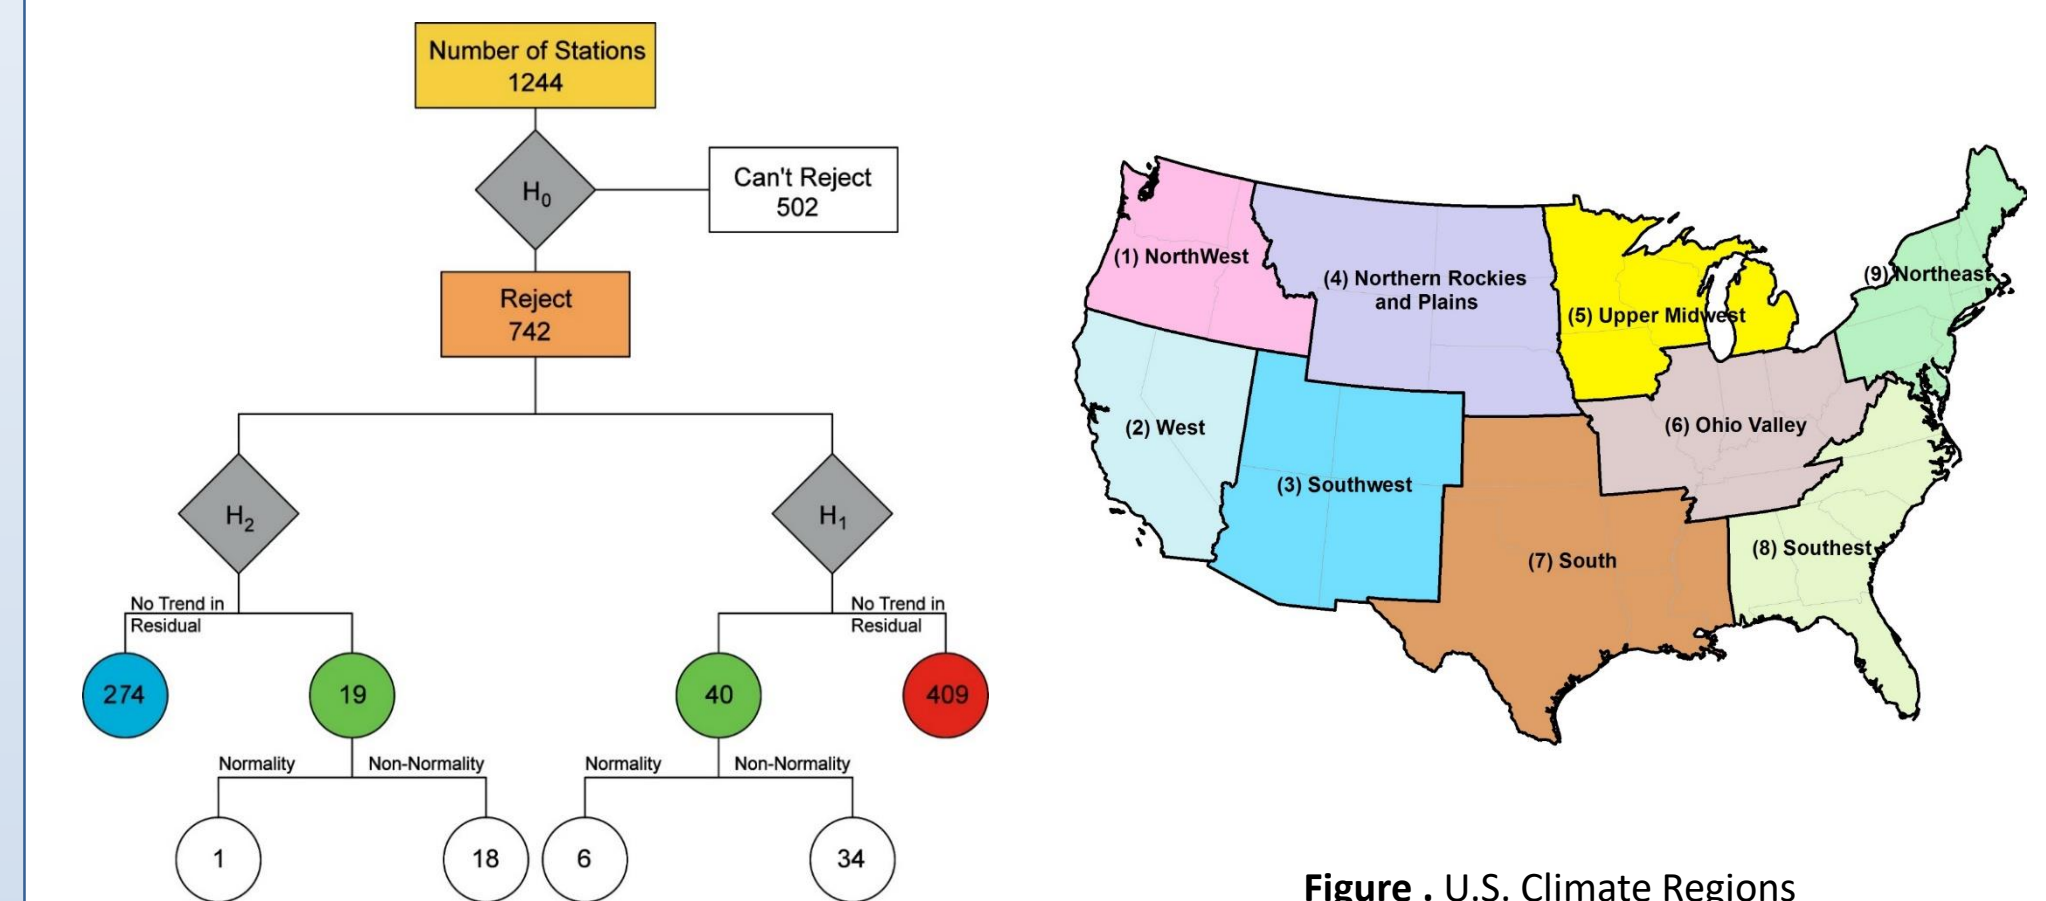 Number of Stations
1244
H0
Can't Reject
502
Reject
742
H2
H1
No Trend in
Residual
No Trend in
Residual
274
19
40
409
Normality
Non-Normality
Normality
Non-Normality
1
18
6
34
(1) NorthWest
(4) Northern Rockies
and Plains
(5) Upper Midwest
(9) Northeast
(2) West
(6) Ohio Valley
(3) Southwest
(7) South
(8) Southest
Figure . U.S. Climate Regions